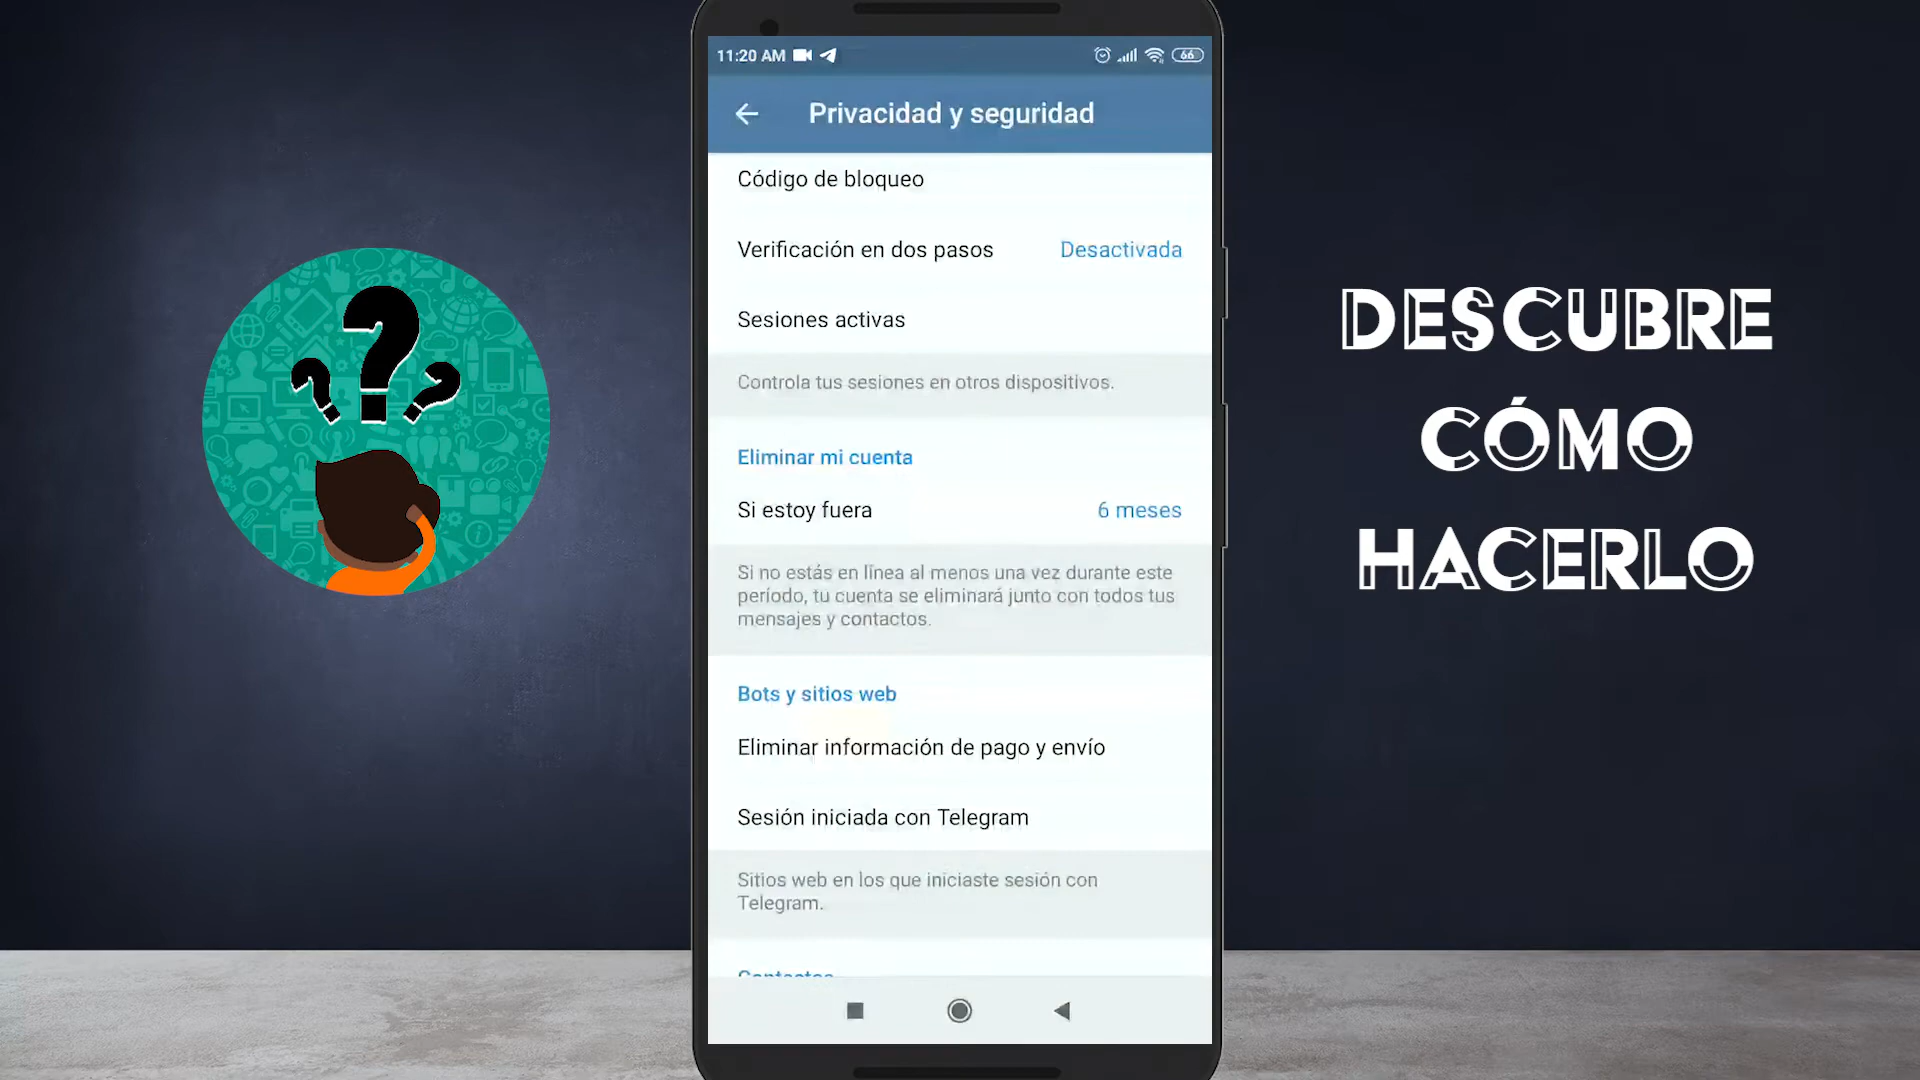 11:20 AM
66
Privacidad y seguridad
Código de bloqueo
Verificación en dos pasos Desactivada
Sesiones activas
Controla tus sesiones en otros dispositivos.
Eliminar mi cuenta
Si estoy fuera 6 meses
Si no estás en línea al menos una vez durante este
período, tu cuenta se eliminará junto con todos tus
mensajes y contactos.
Bots y sitios web
Eliminar información de pago y envío
Sesión iniciada con Telegram
Sitios web en los que iniciaste sesión con
Telegram.
Contactos
DESCUBRE
CÓMO
HACERLO